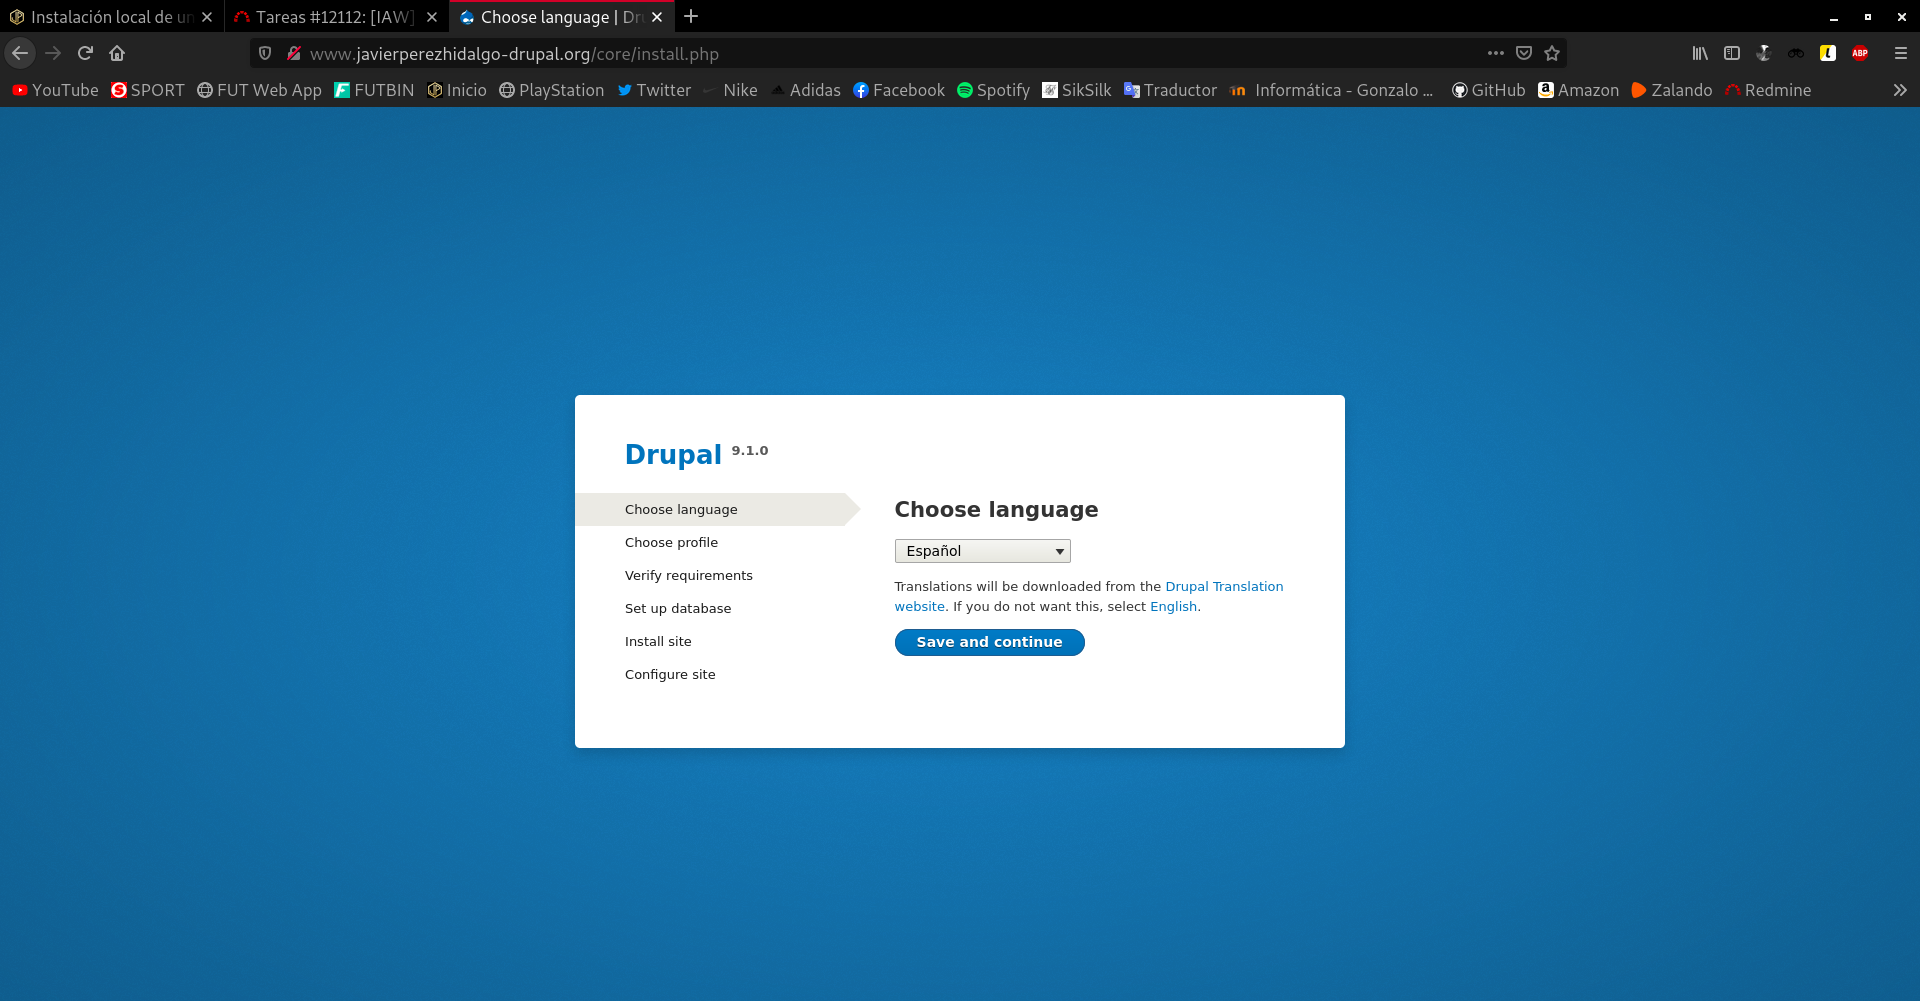 Instalación local de un
Tareas #12112: [IAW]
Choose language | Dru
www.javierperezhidalgo-drupal.org/core/install.php
ABP
YouTube
SPORT
FUT Web App
FUTBIN
Inicio
PlayStation
Twitter
Nike
Adidas
Facebook
Spotify
SikSilk
Traductor
Informática - Gonzalo ...
GitHub
Amazon
Zalando
Redmine
Drupal 9.1.0
Choose language
Choose profile
Verify requirements
Set up database
Install site
Configure site
Choose language
Español
Translations will be downloaded from the Drupal Translation
website. If you do not want this, select English.
Save and continue